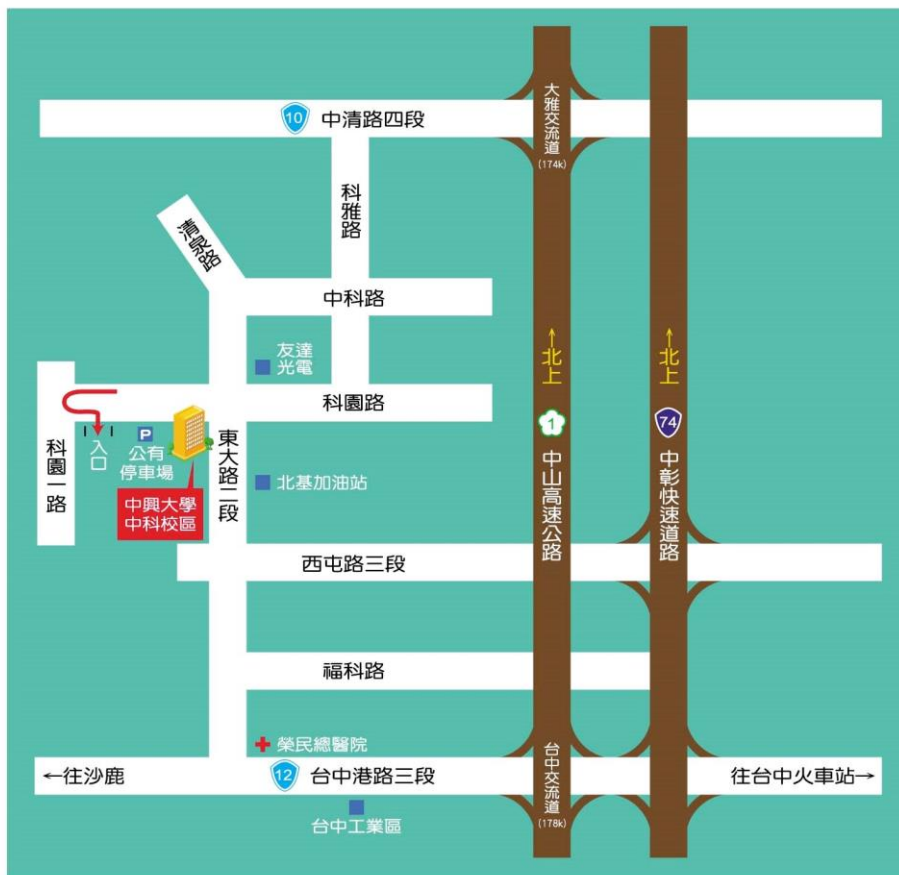 大雅交流道
(174k)
10
中清路四段
科雅路
清泉路
中科路
←北上
←北上
友達
光電
科園路
1
中山高速公路
74
中彰快速道路
科園一路
入口
P
公有
停車場
東大路二段
北基加油站
中興大學
中科校區
西屯路三段
福科路
榮民總醫院
←往沙鹿
12
台中港路三段
台中交流道
(178k)
往台中火車站→
台中工業區